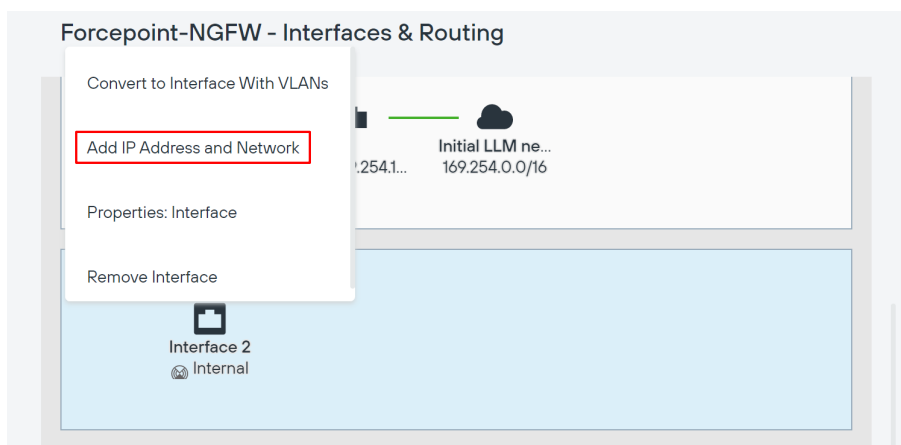 Forcepoint-NGFW - Interfaces & Routing
Convert to Interface With VLANs
Add IP Address and Network
Properties: Interface
Remove Interface
Initial LLM ne...
.254.1...
169.254.0.0/16
Interface 2
Internal